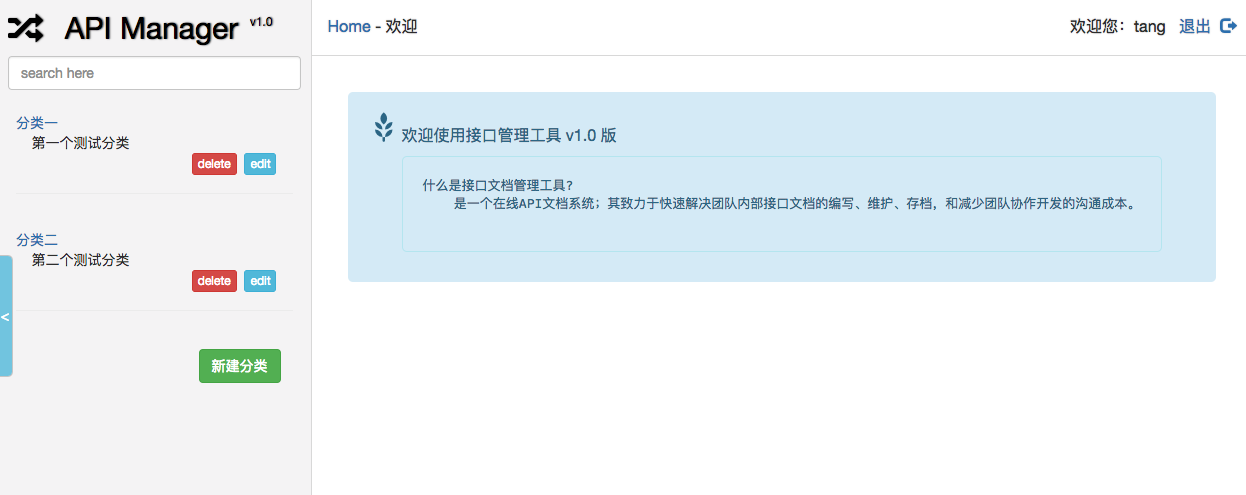 API Manager v1.0
search here
分类一
第一个测试分类
delete edit
分类二
第二个测试分类
delete edit
<
新建分类
Home - 欢迎
欢迎您：tang 退出
欢迎使用接口管理工具 v1.0 版
什么是接口文档管理工具?
是一个在线API文档系统；其致力于快速解决团队内部接口文档的编写、维护、存档，和减少团队协作开发的沟通成本。